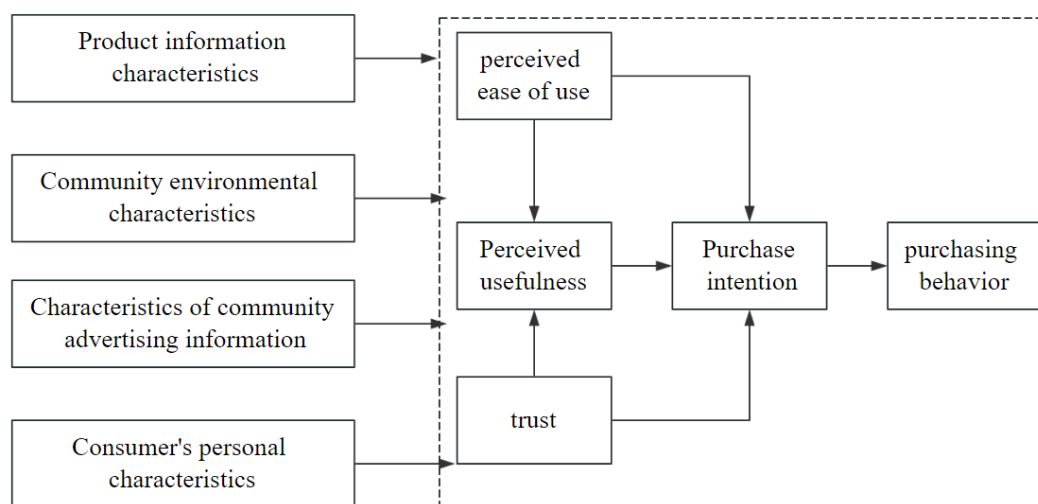 Product information
characteristics
perceived
ease of use
Community environmental
characteristics
Perceived
usefulness
Purchase
intention
purchasing
behavior
Characteristics of community
advertising information
trust
Consumer's personal
characteristics